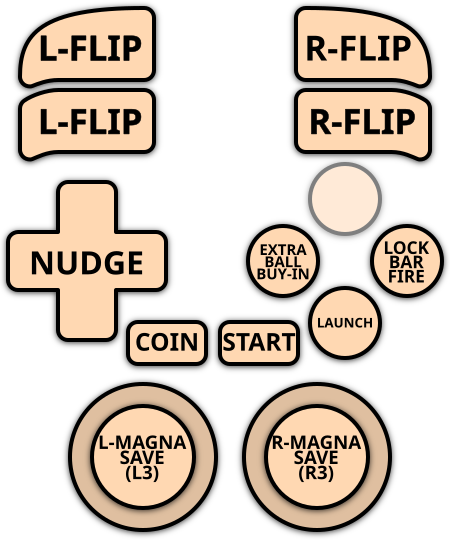 L-FLIP
R-FLIP
L-FLIP
R-FLIP
NUDGE
EXTRA
BALL
BUY-IN
LOCK
BAR
FIRE
LAUNCH
COIN
START
L-MAGNA
SAVE
(L3)
R-MAGNA
SAVE
(R3)